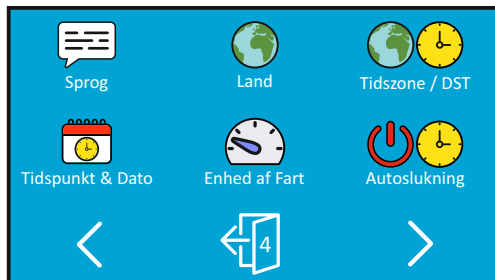 Sprog
Land
Tidszone / DST
Tidspunkt & Dato
Enhed af Fart
Autoslukning
4